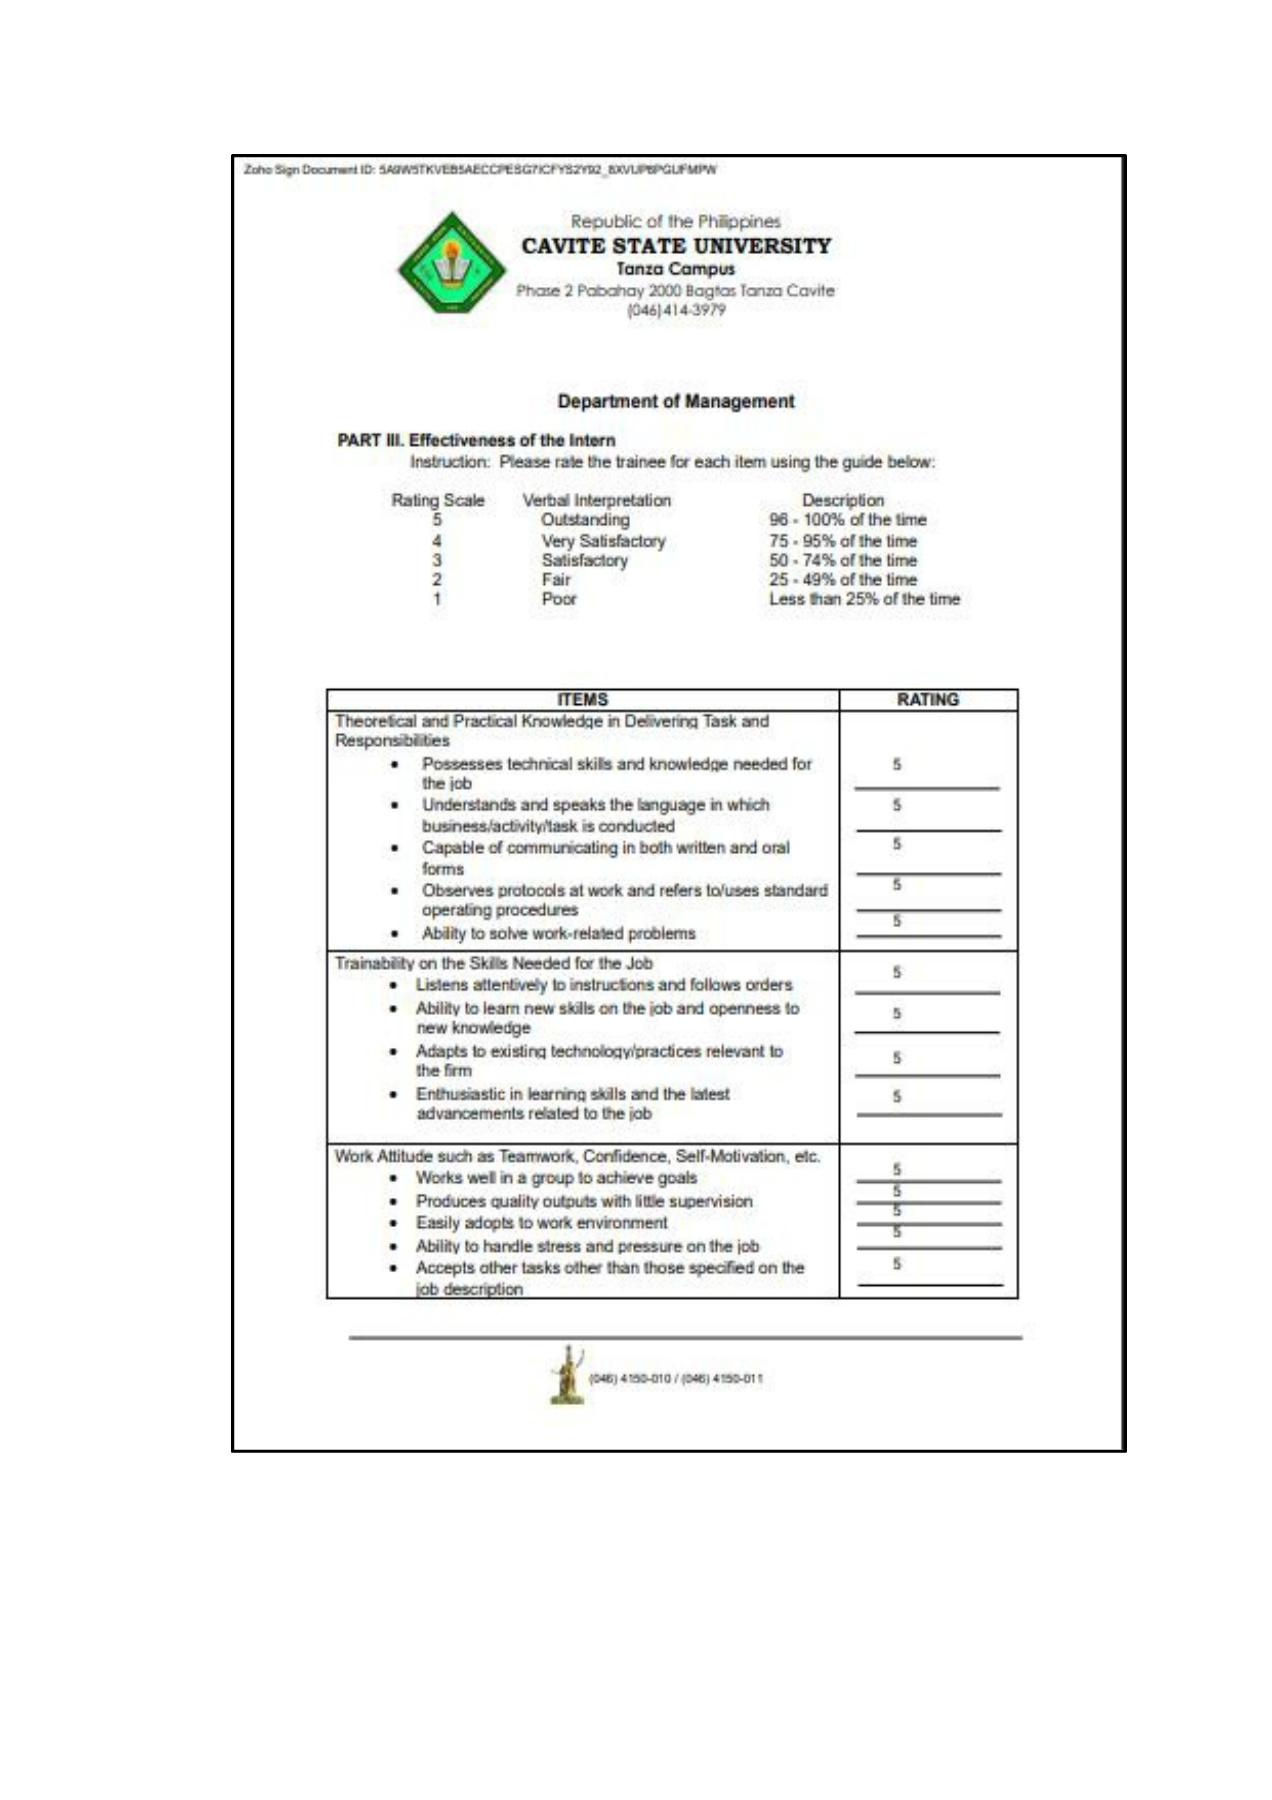 Zoho Sign Document ID: 5A9W5TKVEB5AECCPESG7ICFYS2Y92_8XVUP6PGUFMPW
Republic of the Philippines
CAVITE STATE UNIVERSITY
Tanza Campus
Phase 2 Pabahay 2000 Bagtas Tanza Cavite
(046)414-3979
Department of Management
PART III. Effectiveness of the Intern
Instruction: Please rate the trainee for each item using the guide below:
Rating Scale Verbal Interpretation Description
5 Outstanding 96 - 100% of the time
4 Very Satisfactory 75 - 95% of the time
3 Satisfactory 50 - 74% of the time
2 Fair 25 - 49% of the time
1 Poor Less than 25% of the time
ITEMS RATING
Theoretical and Practical Knowledge in Delivering Task and
Responsibilities
• Possesses technical skills and knowledge needed for 5
the job
• Understands and speaks the language in which 5
business/activity/task is conducted
• Capable of communicating in both written and oral 5
forms
• Observes protocols at work and refers to/uses standard 5
operating procedures
• Ability to solve work-related problems 5
Trainability on the Skills Needed for the Job
• Listens attentively to instructions and follows orders 5
• Ability to learn new skills on the job and openness to 5
new knowledge
• Adapts to existing technology/practices relevant to 5
the firm
• Enthusiastic in learning skills and the latest 5
advancements related to the job
Work Attitude such as Teamwork, Confidence, Self-Motivation, etc.
• Works well in a group to achieve goals 5
• Produces quality outputs with little supervision 5
• Easily adopts to work environment 5
• Ability to handle stress and pressure on the job 5
• Accepts other tasks other than those specified on the 5
job description
(046) 4150-010 / (046) 4150-011